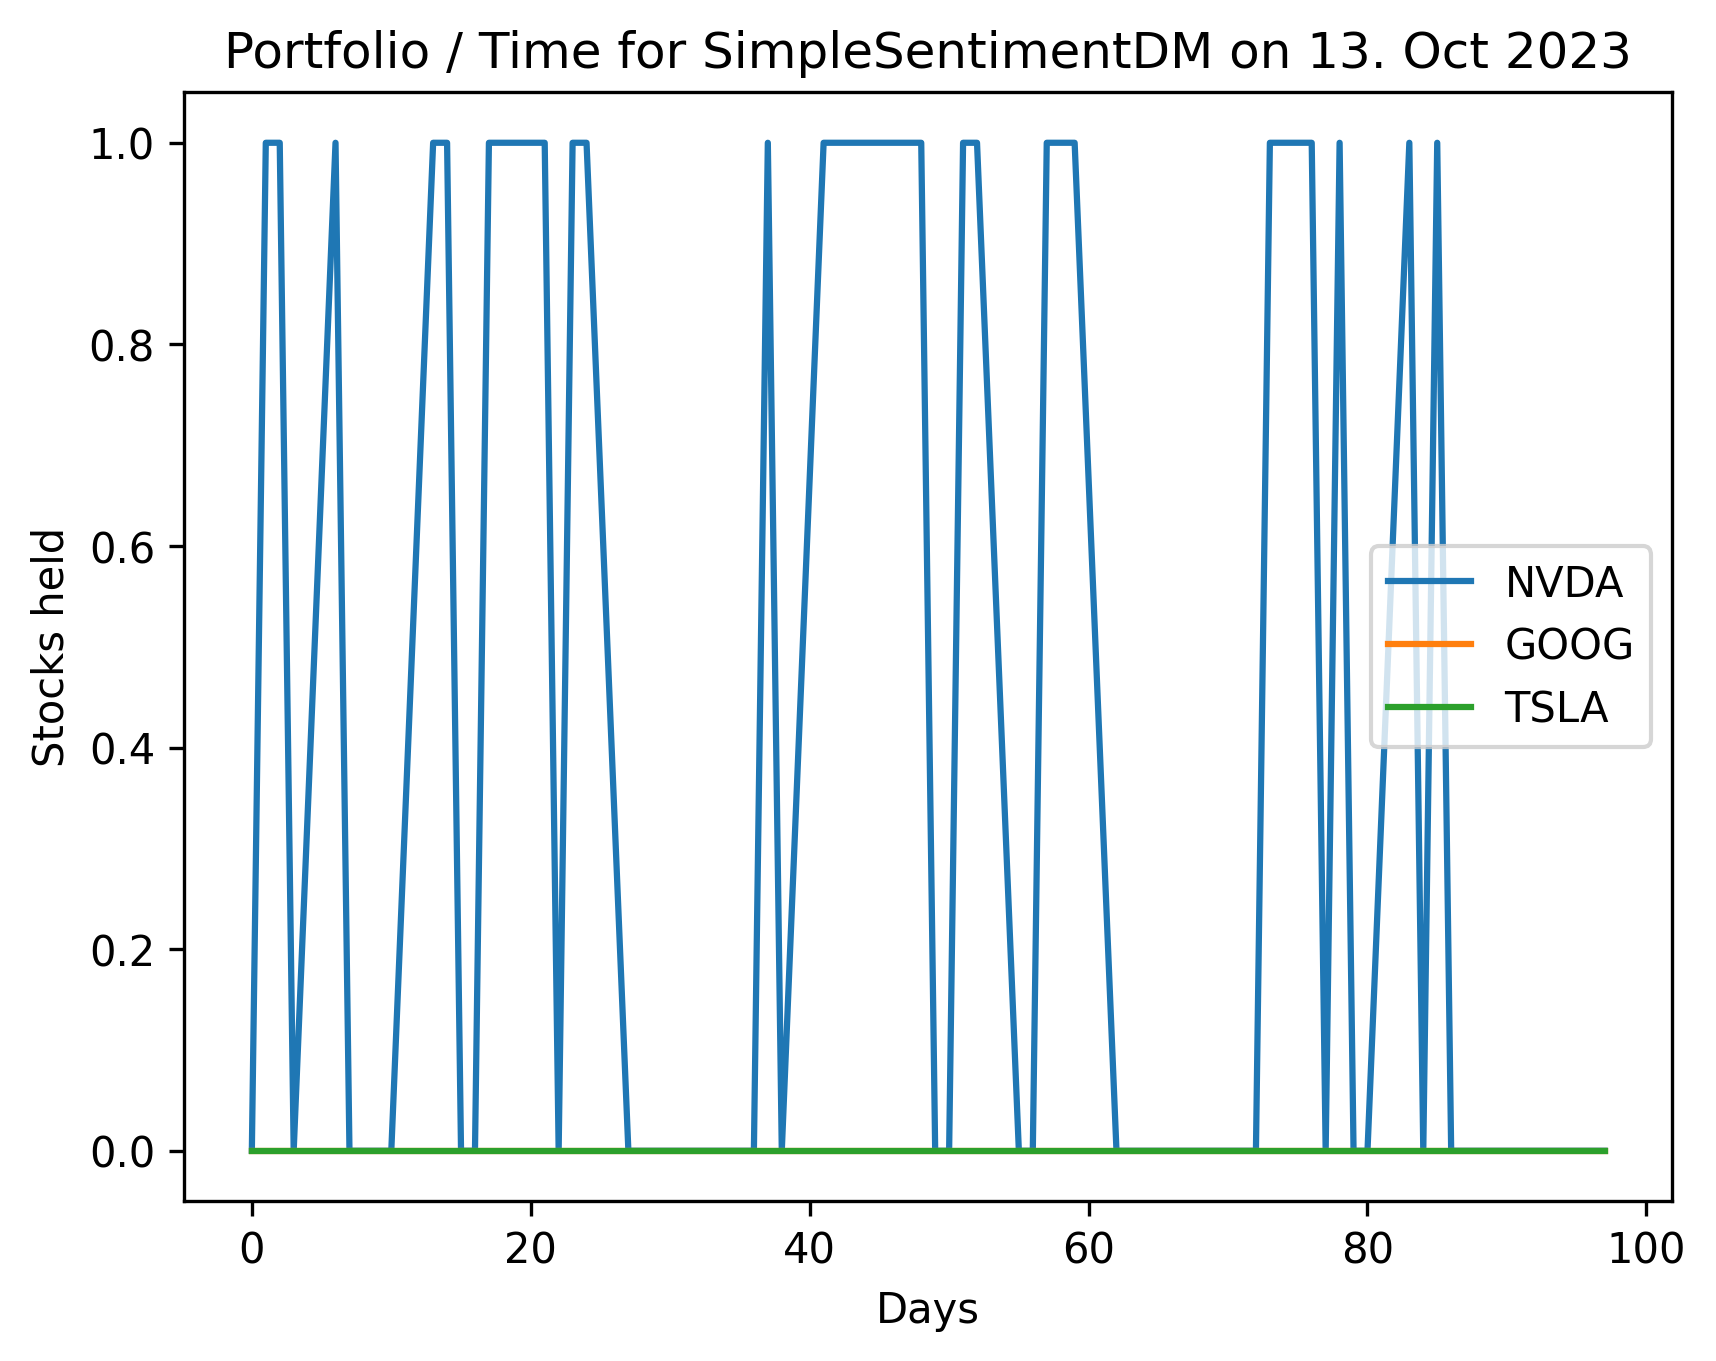 Portfolio / Time for SimpleSentimentDM on 13. Oct 2023
1.0
0.8
0.6
0.4
0.2
0.0
Stocks held
NVDA
GOOG
TSLA
0 20 40 60 80 100
Days